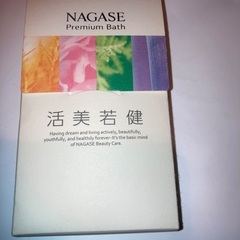 NAGASE
Premium Bath
活美若健
Having dream and living actively, beautifully,
youthfully, and healthily forever-It's the basic mind
of NAGASE Beauty Care.